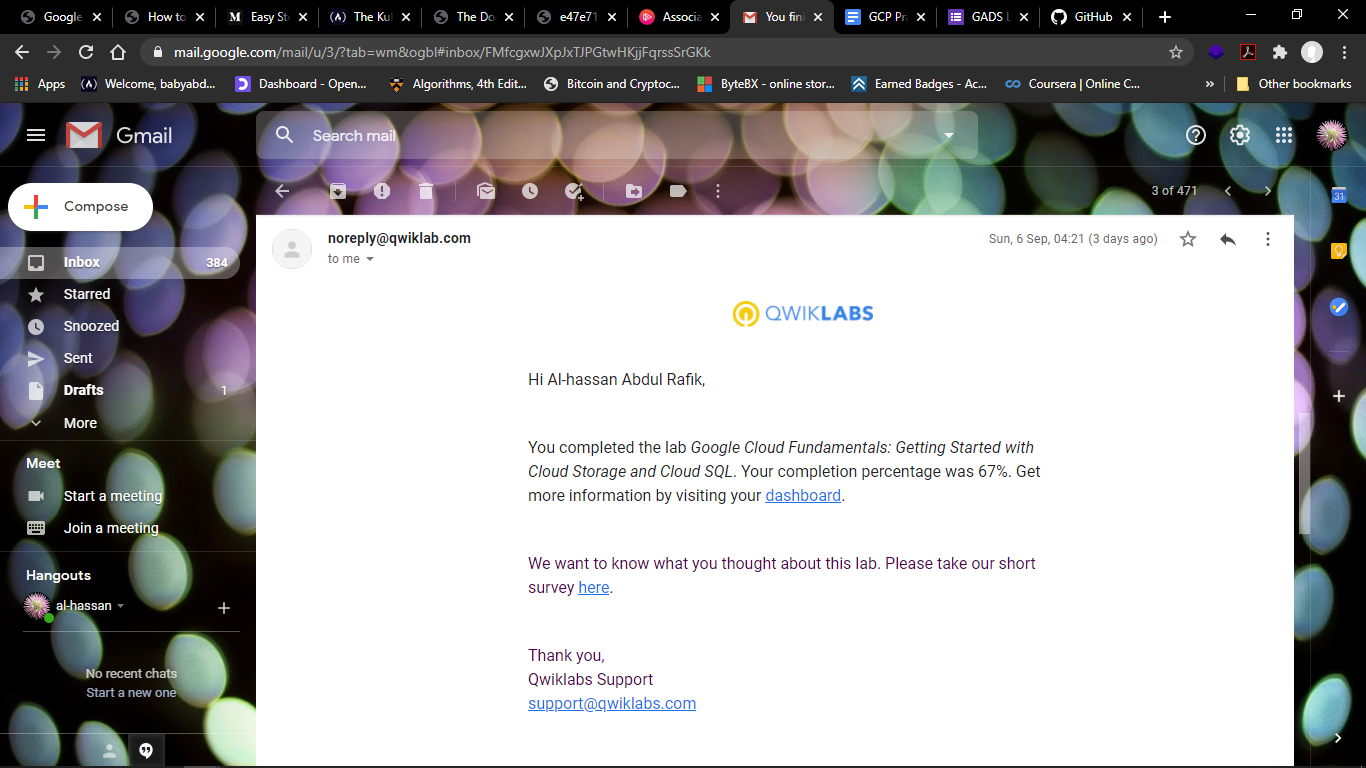 Google
How to
Easy St
The Kul
The Do
e47e71
Associa
You fini
GCP Pra
GADS L
GitHub
mail.google.com/mail/u/3/?tab=wm&ogbl#inbox/FMfcgxwJXpJxTJPGtwHKjjFqrssSrGKk
Apps
Welcome, babyabd...
Dashboard - Open...
Algorithms, 4th Edit...
Bitcoin and Cryptoc...
ByteBX - online stor...
Earned Badges - Ac...
Coursera | Online C...
»
Other bookmarks
Gmail
Search mail
Compose
3 of 471
Inbox 384
Starred
Snoozed
Sent
Drafts 1
More
Meet
Start a meeting
Join a meeting
Hangouts
al-hassan
No recent chats
Start a new one
noreply@qwiklab.com
Sun, 6 Sep, 04:21 (3 days ago)
to me
QWIKLABS
Hi Al-hassan Abdul Rafik,
You completed the lab Google Cloud Fundamentals: Getting Started with
Cloud Storage and Cloud SQL. Your completion percentage was 67%. Get
more information by visiting your dashboard.
We want to know what you thought about this lab. Please take our short
survey here.
Thank you,
Qwiklabs Support
support@qwiklabs.com
31